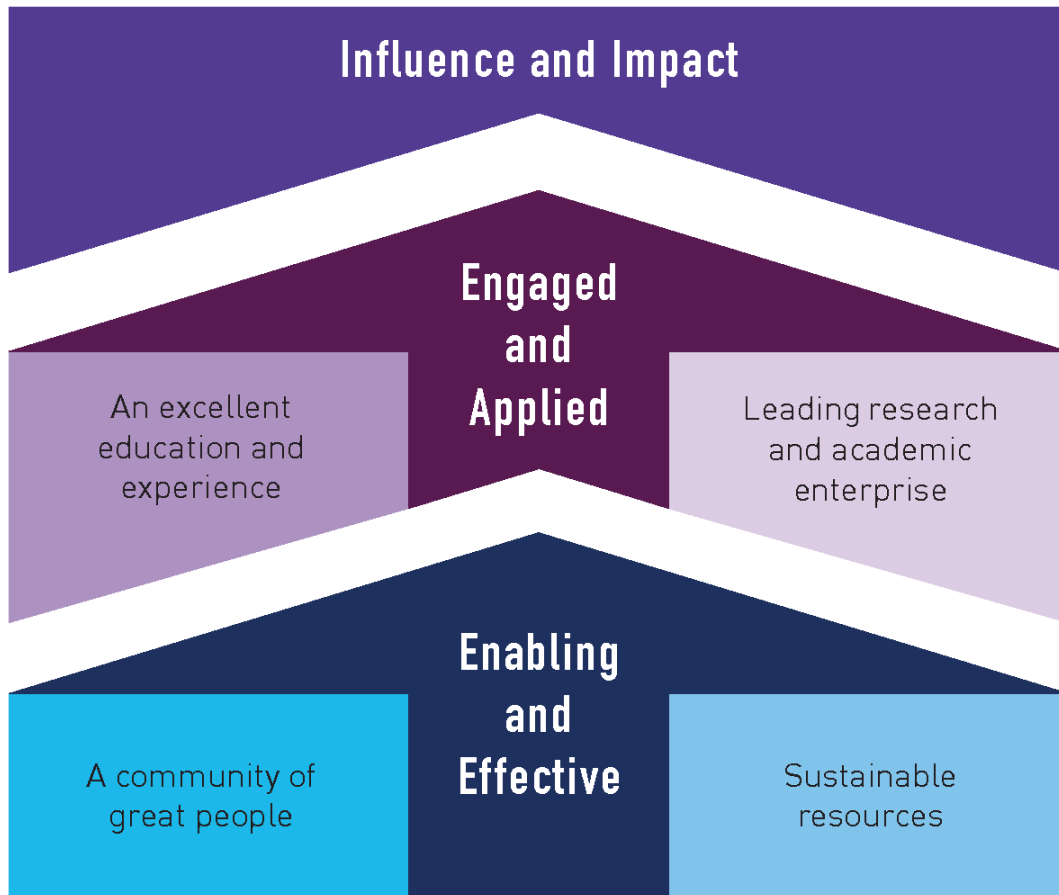 Influence and Impact
Engaged
and
Applied
An excellent
education and
experience
Leading research
and academic
enterprise
Enabling
and
Effective
A community of
great people
Sustainable
resources